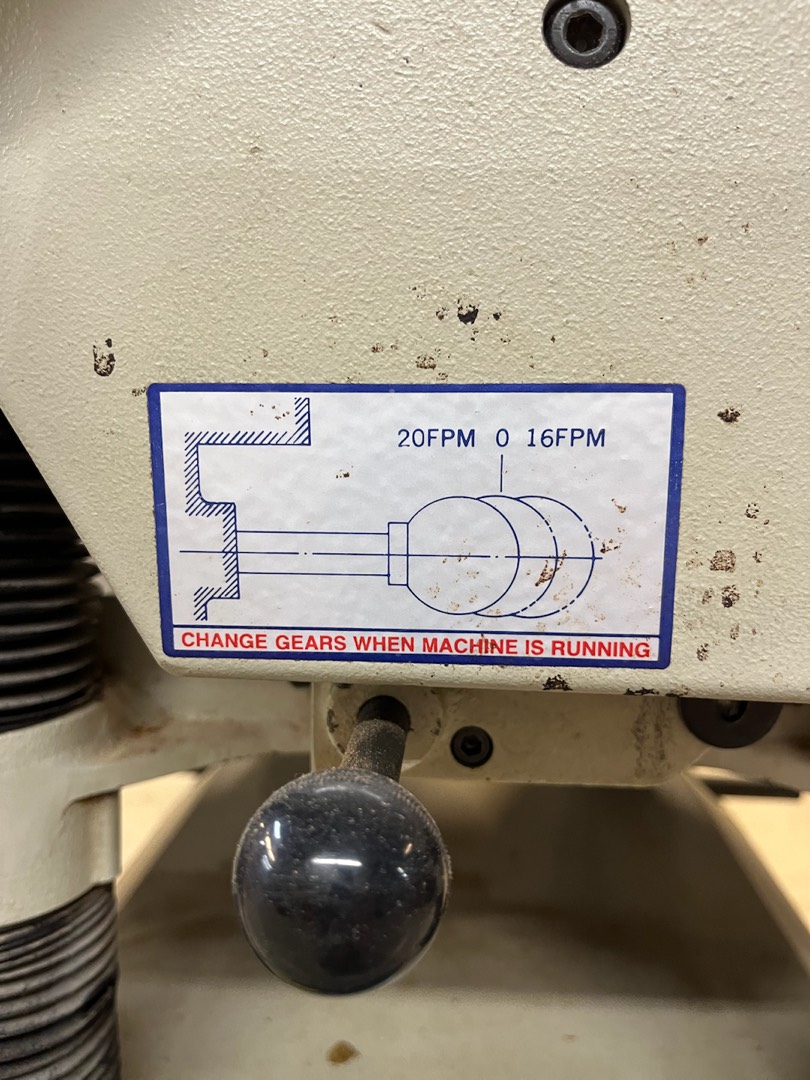 20FPM 0 16FPM
CHANGE GEARS WHEN MACHINE IS RUNNING